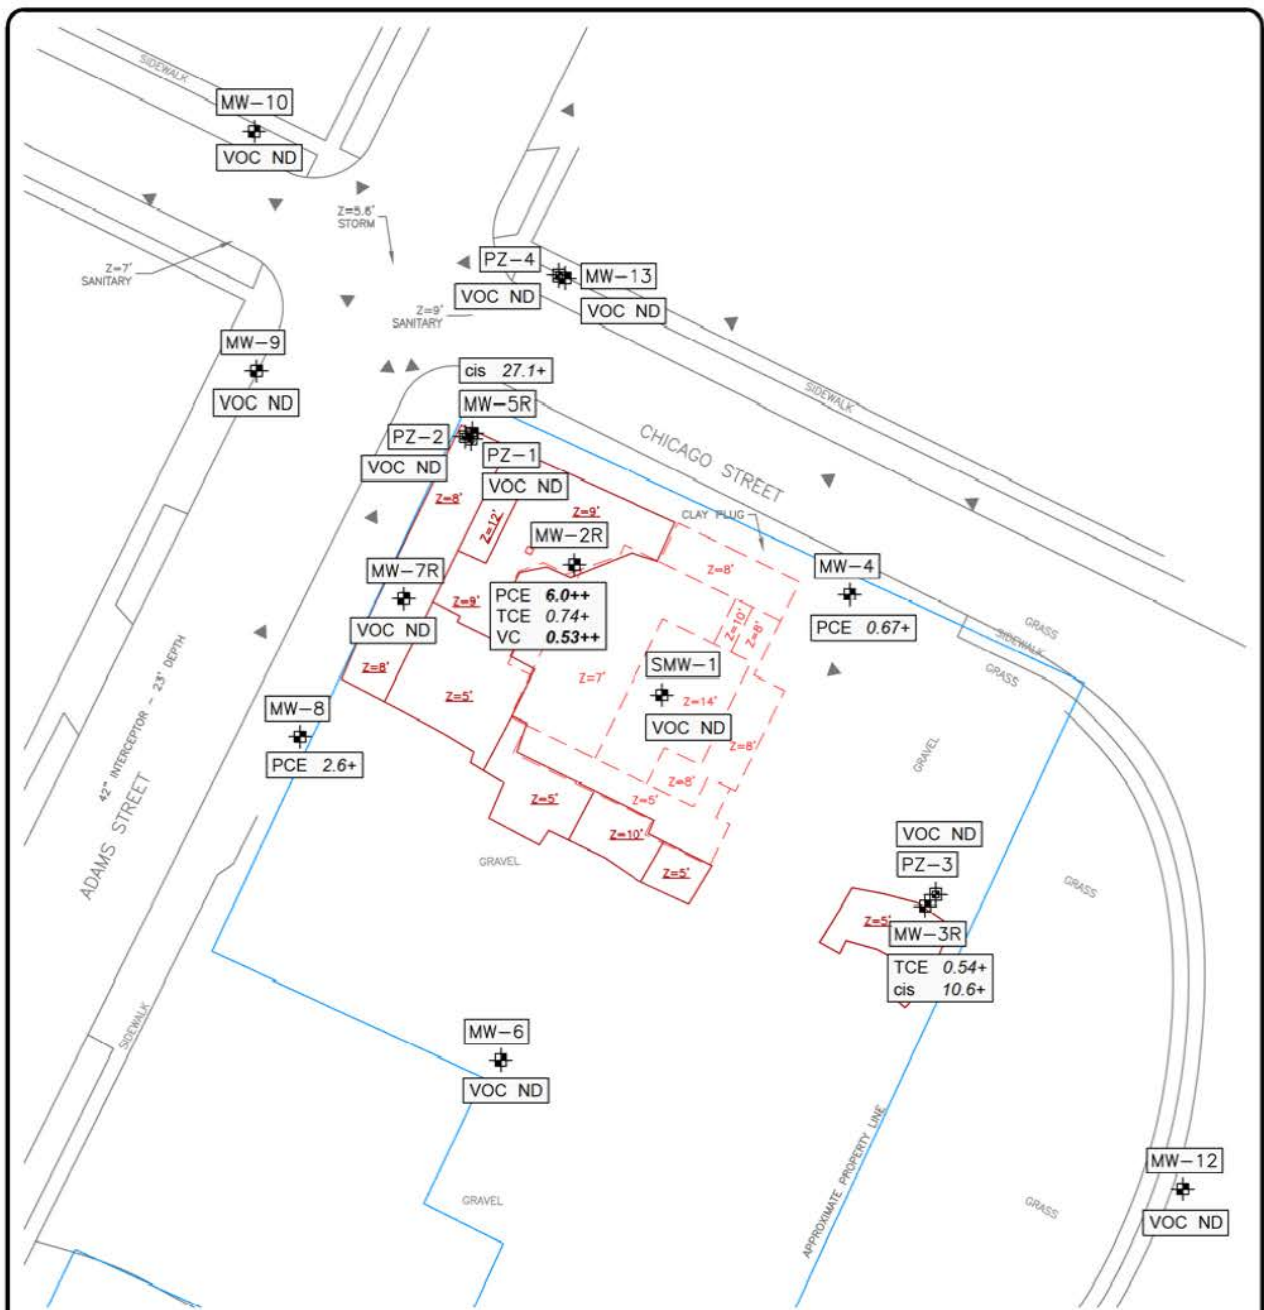 SIDEWALK
MW-10
VOC ND
Z=5.6'
STORM
Z=7'
SANITARY
PZ-4
MW-13
VOC ND
VOC ND
Z=9'
SANITARY
MW-9
VOC ND
cis 27.1+
MW-5R
SIDEWALK
CHICAGO STREET
PZ-2
PZ-1
VOC ND
VOC ND
Z=8'
Z=12'
Z=9'
CLAY PLUG
MW-2R
Z=8'
MW-4
MW-7R
PCE 6.0++
TCE 0.74+
VC 0.53++
Z=9'
Z=10'
Z=8'
PCE 0.67+
GRASS
SIDEWALK
GRASS
VOC ND
Z=8'
Z=5'
Z=7'
SMW-1
Z=14'
VOC ND
42" INTERCEPTOR - 23' DEPTH
ADAMS STREET
MW-8
PCE 2.6+
Z=8'
GRAVEL
Z=8'
Z=5'
Z=5'
Z=10'
Z=5'
GRAVEL
VOC ND
PZ-3
GRASS
Z=5'
MW-3R
TCE 0.54+
cis 10.6+
SIDEWALK
MW-6
VOC ND
GRAVEL
APPROXIMATE PROPERTY LINE
MW-12
GRASS
VOC ND